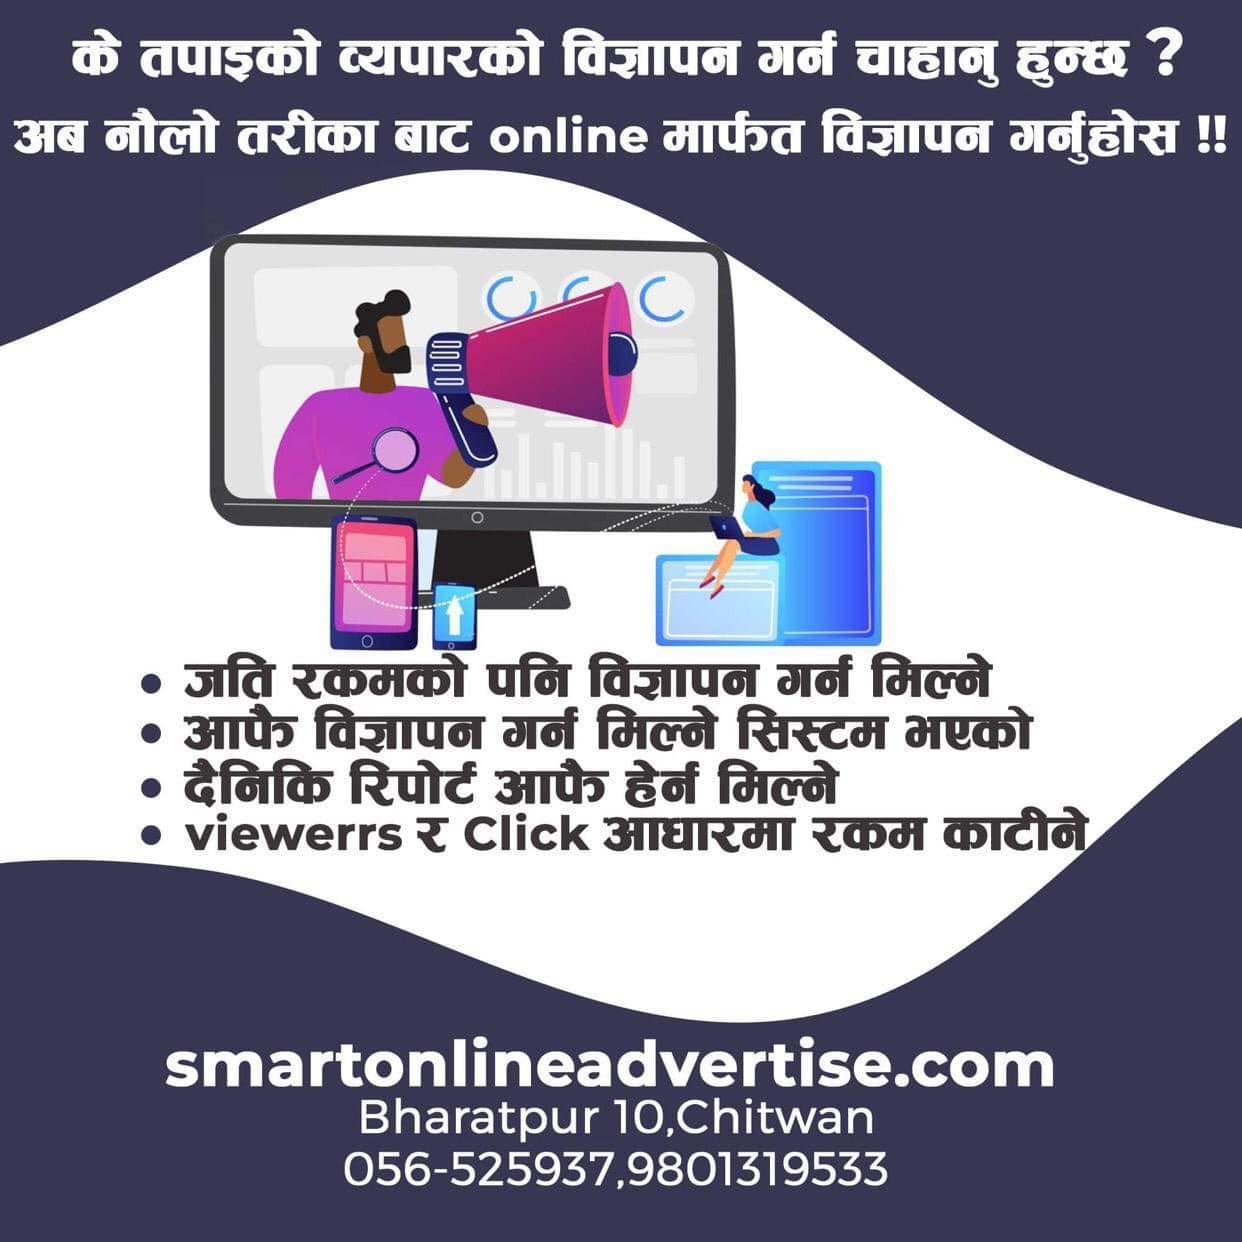 के तपाइको व्यपारको विज्ञापन गर्न चाहानु हुन्छ ?
अब नौलो तरीका बाट online मार्फत विज्ञापन गर्नुहोस !!
• जति रकमको पनि विज्ञापन गर्न मिल्ने
• आफै विज्ञापन गर्न मिल्ने सिस्टम भएको
• दैनिकि रिपोर्ट आफै हेर्न मिल्ने
• viewerrs र Click आधारमा रकम काटीने
smartonlineadvertise.com
Bharatpur 10,Chitwan
056-525937,9801319533